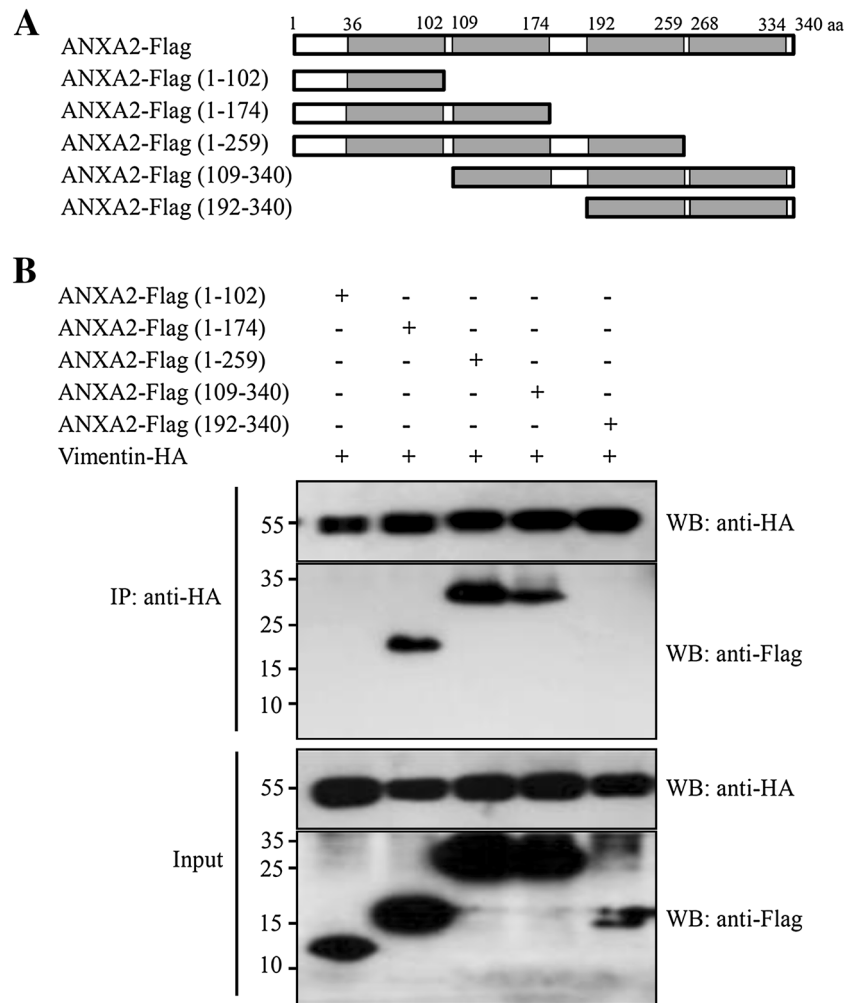 A
1 36 102 109 174 192 259 268 334 340 aa
ANXA2-Flag
ANXA2-Flag (1-102)
ANXA2-Flag (1-174)
ANXA2-Flag (1-259)
ANXA2-Flag (109-340)
ANXA2-Flag (192-340)
B
ANXA2-Flag (1-102) + - - - -
ANXA2-Flag (1-174) - + - - -
ANXA2-Flag (1-259) - - + - -
ANXA2-Flag (109-340) - - - + -
ANXA2-Flag (192-340) - - - - +
Vimentin-HA + + + + +
55 WB: anti-HA
35
IP: anti-HA
25
WB: anti-Flag
15
10
55 WB: anti-HA
35
Input
25
15 WB: anti-Flag
10